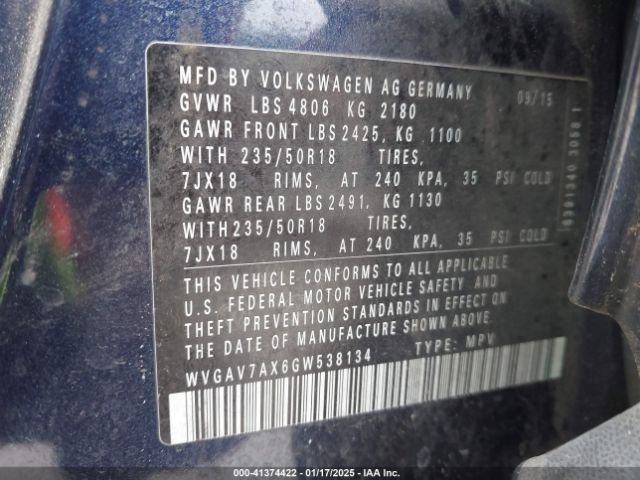 MFD BY VOLKSWAGEN AG GERMANY 09/15
GVWR LBS 4806 KG 2180
GAWR FRONT LBS 2425, KG 1100
WITH 235/50R18 TIRES,
7JX18 RIMS, AT 240 KPA, 35 PSI COLD
GAWR REAR LBS 2491, KG 1130
WITH 235/50R18 TIRES,
7JX18 RIMS, AT 240 KPA, 35 PSI COLD
THIS VEHICLE CONFORMS TO ALL APPLICABLE
U.S. FEDERAL MOTOR VEHICLE SAFETY AND
THEFT PREVENTION STANDARDS IN EFFECT ON
THE DATE OF MANUFACTURE SHOWN ABOVE.
WVGAV7AX6GW538134 TYPE: MPV
000-41374422 - 01/17/2025 - IAA Inc.